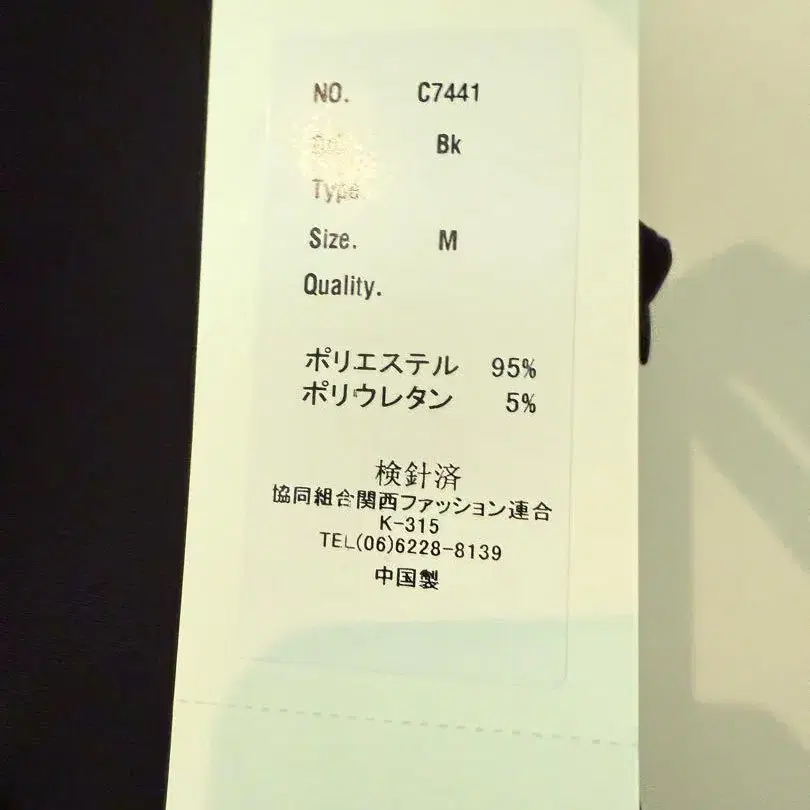 NO. C7441
Bk
Type.
Size. M
Quality.
ポリエステル 95%
ポリウレタン 5%
検針済
協同組合関西ファッション連合
K-315
TEL(06)6228-8139
中国製